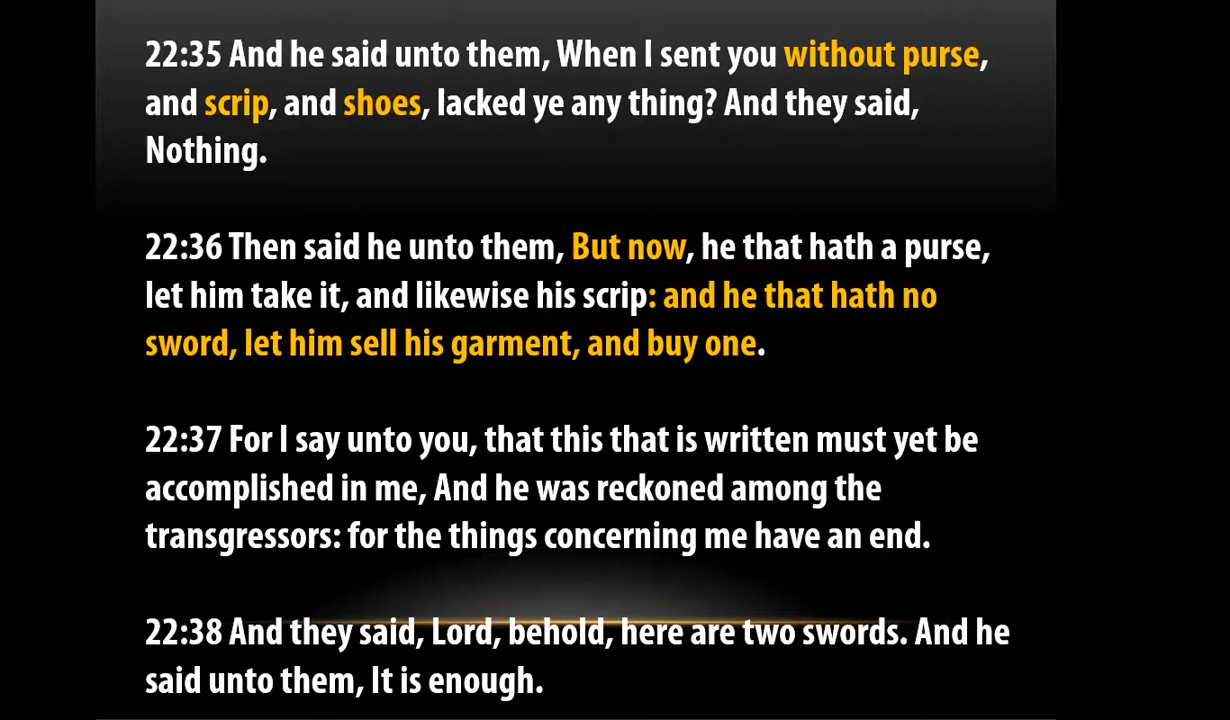 22:35 And he said unto them, When I sent you without purse,
and scrip, and shoes, lacked ye any thing? And they said,
Nothing.
22:36 Then said he unto them, But now, he that hath a purse,
let him take it, and likewise his scrip: and he that hath no
sword, let him sell his garment, and buy one.
22:37 For I say unto you, that this that is written must yet be
accomplished in me, And he was reckoned among the
transgressors: for the things concerning me have an end.
22:38 And they said, Lord, behold, here are two swords. And he
said unto them, It is enough.